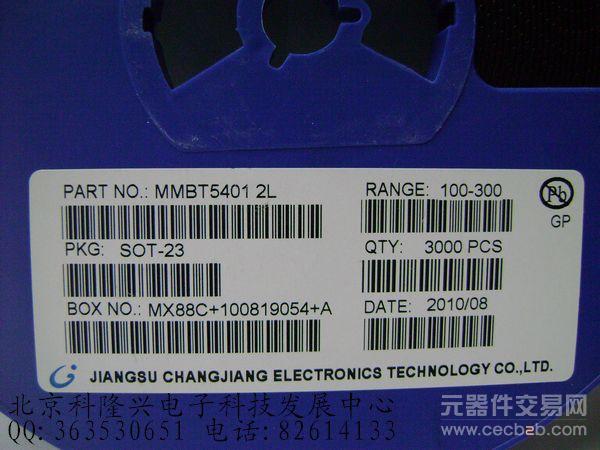 PART NO.: MMBT5401 2L
RANGE: 100-300
Pb
GP
PKG: SOT-23
QTY: 3000 PCS
BOX NO.: MX88C+100819054+A
DATE: 2010/08
JIANGSU CHANGJIANG ELECTRONICS TECHNOLOGY CO.,LTD.
北京科隆兴电子科技发展中心
QQ:363530651 电话:82614133
元器件交易网
www.cecb2b.com